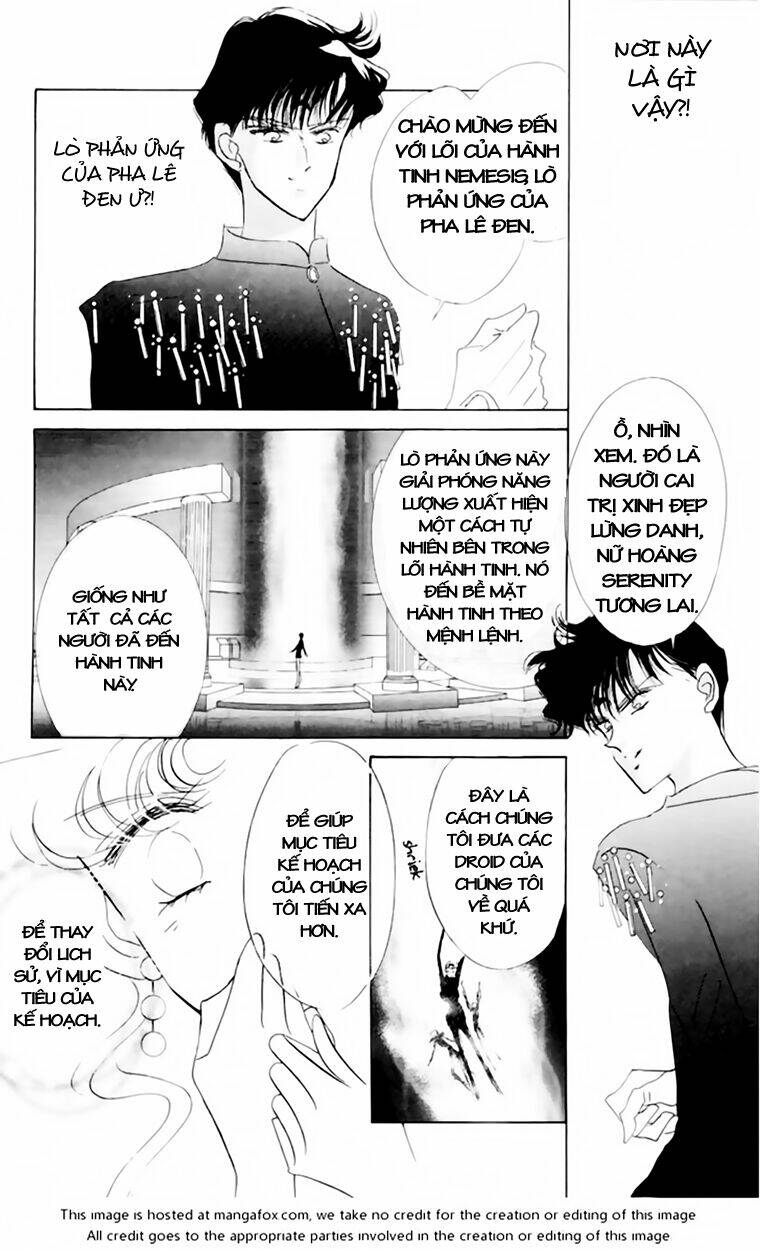 NƠI NÀY
LÀ GÌ
VẬY?!
CHÀO MỪNG ĐẾN
VỚI LÕI CỦA HÀNH
TINH NEMESIS, LÒ
PHẢN ỨNG CỦA
PHA LÊ ĐEN.
LÒ PHẢN ỨNG
CỦA PHA LÊ
ĐEN Ư?!
Ồ, NHÌN
XEM. ĐÓ LÀ
NGƯỜI CAI
TRỊ XINH ĐẸP
LỪNG DANH,
NỮ HOÀNG
SERENITY
TƯƠNG LAI.
LÒ PHẢN ỨNG NÀY
GIẢI PHÓNG NĂNG
LƯỢNG XUẤT HIỆN
MỘT CÁCH TỰ
NHIÊN BÊN TRONG
LÕI HÀNH TINH. NÓ
ĐẾN BỀ MẶT
HÀNH TINH THEO
MỆNH LỆNH.
GIỐNG NHƯ
TẤT CẢ CÁC
NGƯỜI ĐÃ ĐẾN
HÀNH TINH
NÀY.
ĐÂY LÀ
CÁCH CHÚNG
TÔI ĐƯA CÁC
DROID CỦA
CHÚNG TÔI
VỀ QUÁ
KHỨ.
shriek
ĐỂ GIÚP
MỤC TIÊU
KẾ HOẠCH
CỦA CHÚNG
TÔI TIẾN XA
HƠN.
ĐỂ THAY
ĐỔI LỊCH
SỬ, VÌ MỤC
TIÊU CỦA
KẾ HOẠCH.
This image is hosted at mangafox.com, we take no credit for the creation or editing of this image
All credit goes to the appropriate parties involved in the creation or editing of this image